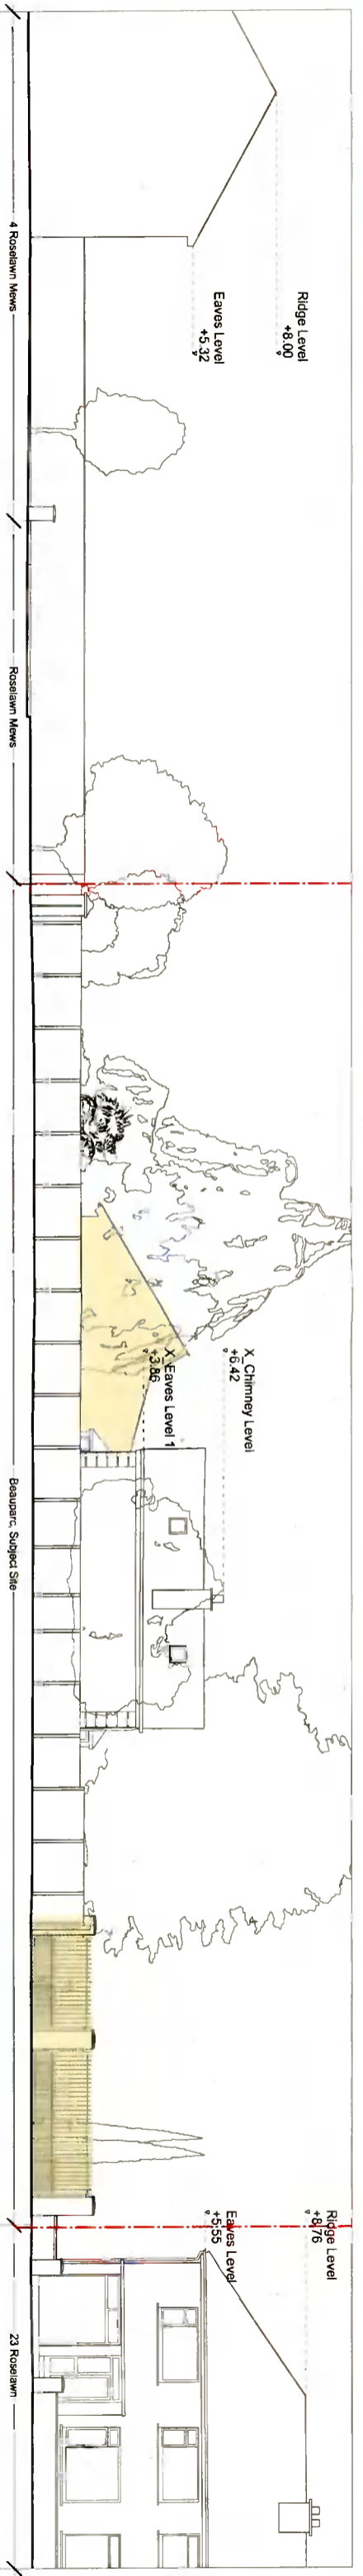 Ridge Level
+8.00
Eaves Level
+5.32
4 Roselawn Mews
Roselawn Mews
X_Chimney Level
+6.42
X_Eaves Level 1
+3.86
Beauparc, Subject Site
Ridge Level
+8.76
Eaves Level
+5.55
23 Roselawn